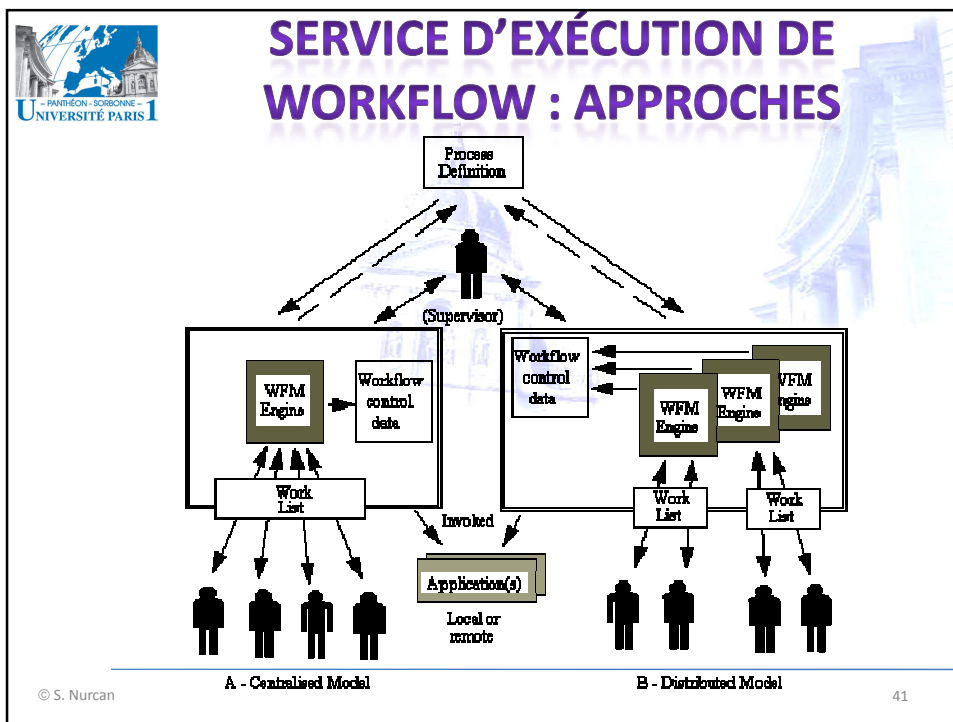 SERVICE D'EXÉCUTION DE
WORKFLOW : APPROCHES
– PANTHÉON - SORBONNE –
UNIVERSITÉ PARIS 1
Process
Definition
(Supervisor)
WFM
Engine
Workflow
control
data
Work
List
Workflow
control
data
WFM
Engine
WFM
Engine
WFM
Engine
Work
List
Work
List
Invoked
Application(s)
Local or
remote
A - Centralised Model
B - Distributed Model
© S. Nurcan
41